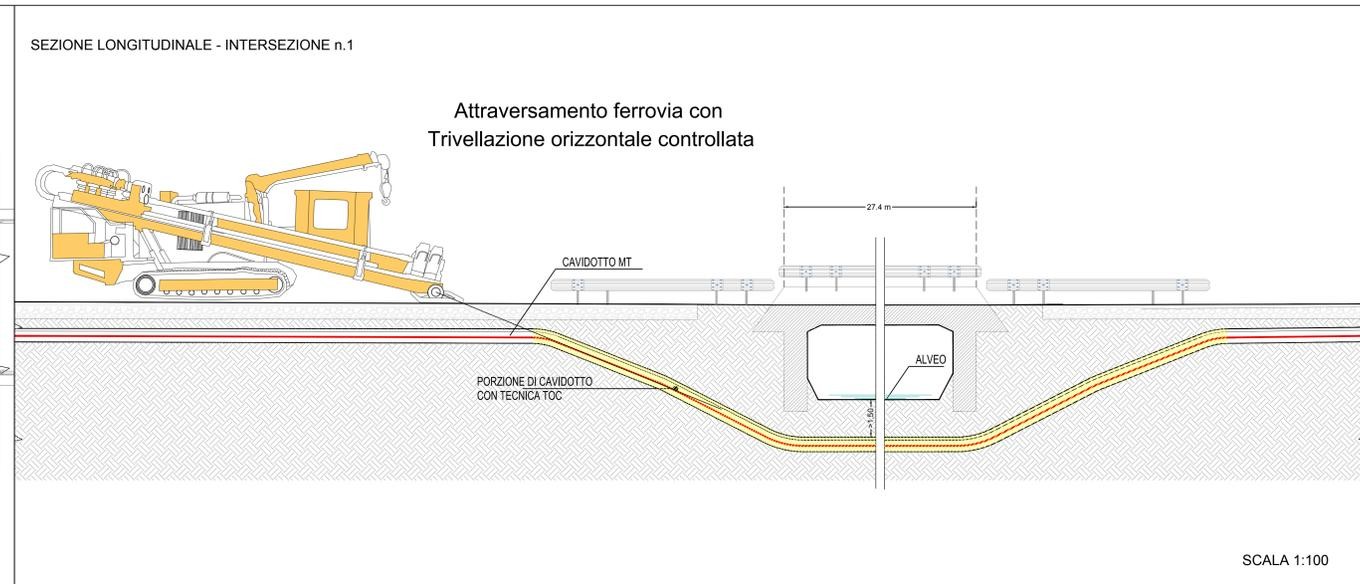 SEZIONE LONGITUDINALE - INTERSEZIONE n.1
Attraversamento ferrovia con
Trivellazione orizzontale controllata
27.4 m
CAVIDOTTO MT
ALVEO
PORZIONE DI CAVIDOTTO
CON TECNICA TOC
>1.50
SCALA 1:100